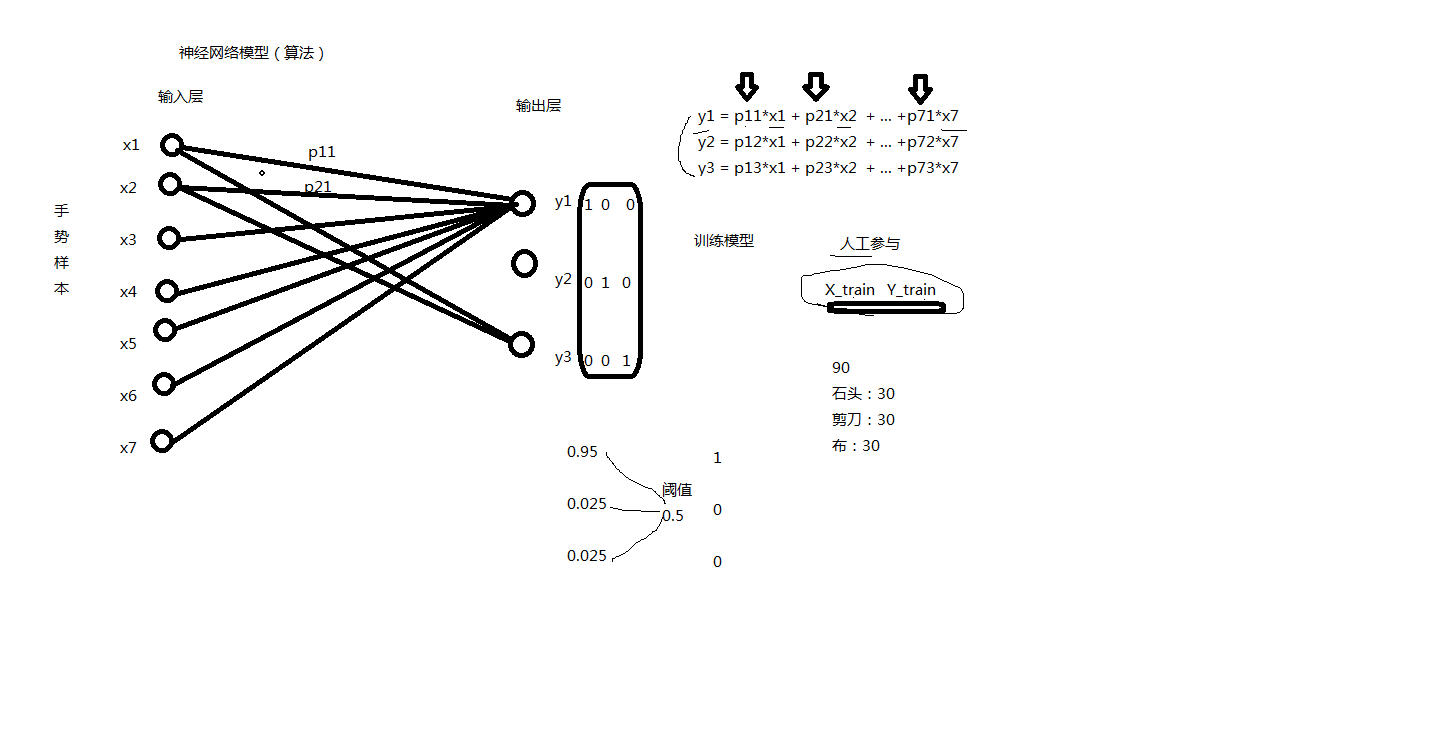 神经网络模型（算法）
输入层
输出层
手
势
样
本
x1
x2
x3
x4
x5
x6
x7
p11
p21
y1
y2
y3
1 0 0
0 1 0
0 0 1
y1 = p11*x1 + p21*x2 + ... +p71*x7
y2 = p12*x1 + p22*x2 + ... +p72*x7
y3 = p13*x1 + p23*x2 + ... +p73*x7
训练模型
人工参与
X_train Y_train
90
石头：30
剪刀：30
布：30
0.95
0.025
0.025
阈值
0.5
1
0
0